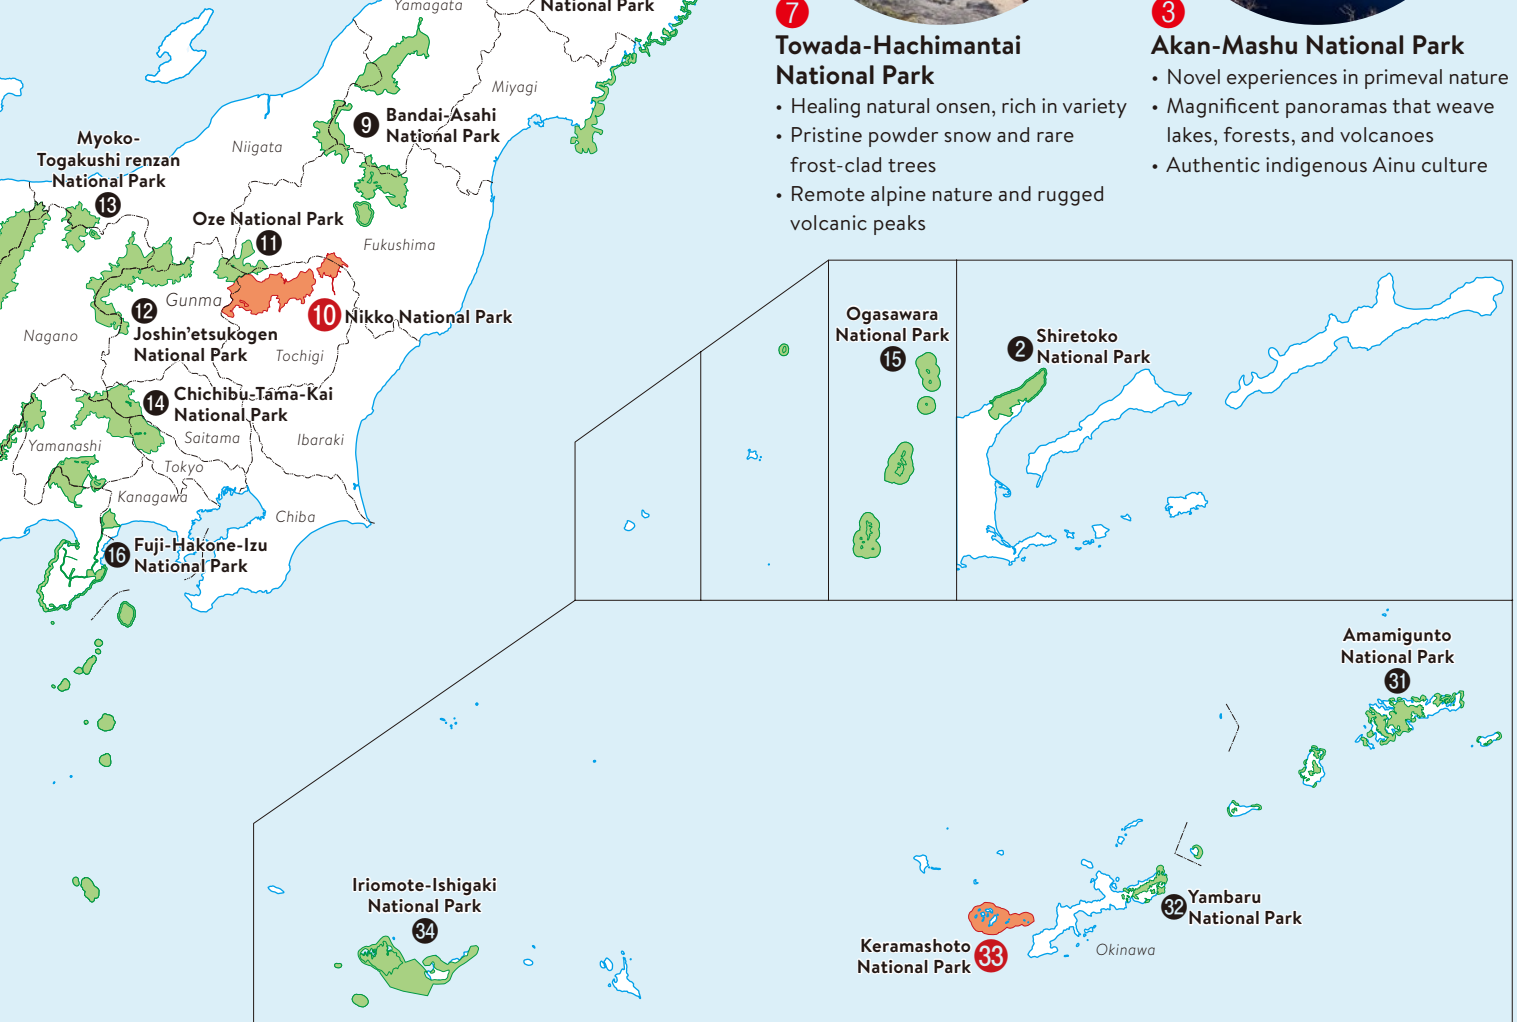 Yamagata
National Park
7
Towada-Hachimantai
National Park
• Healing natural onsen, rich in variety
• Pristine powder snow and rare
frost-clad trees
• Remote alpine nature and rugged
volcanic peaks
3
Akan-Mashu National Park
• Novel experiences in primeval nature
• Magnificent panoramas that weave
lakes, forests, and volcanoes
• Authentic indigenous Ainu culture
Miyagi
9
Bandai-Asahi
National Park
Niigata
Myoko-
Togakushi renzan
National Park
13
Oze National Park
11
Fukushima
Gunma
12
Joshin'etsukogen
National Park
10
Nikko National Park
Nagano
Tochigi
14
Chichibu-Tama-Kai
National Park
Saitama
Ibaraki
Yamanashi
Tokyo
Kanagawa
Chiba
16
Fuji-Hakone-Izu
National Park
Ogasawara
National Park
15
2
Shiretoko
National Park
Amamigunto
National Park
31
Iriomote-Ishigaki
National Park
34
32
Yambaru
National Park
Keramashoto
National Park
33
Okinawa